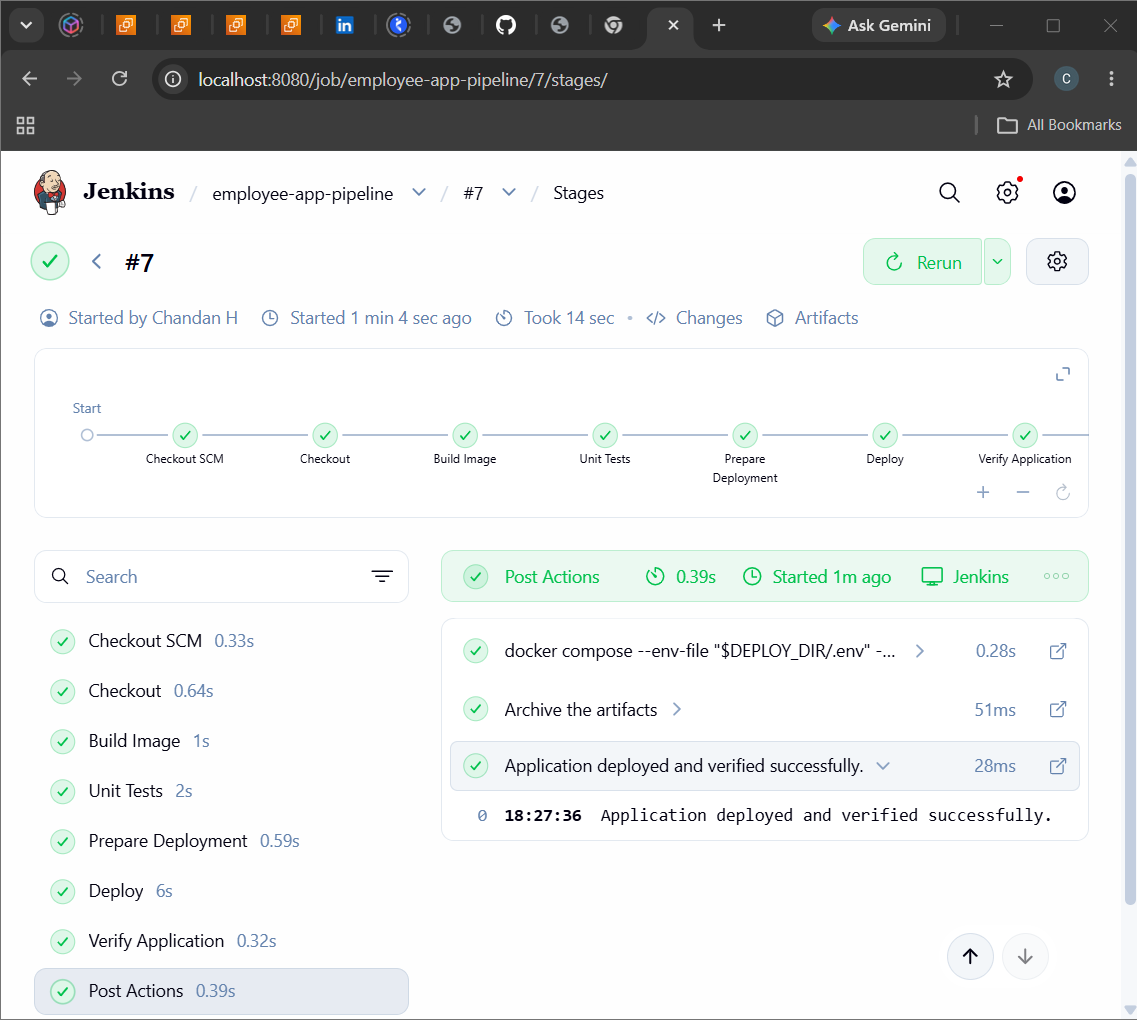 Ask Gemini
localhost:8080/job/employee-app-pipeline/7/stages/
C
All Bookmarks
Jenkins / employee-app-pipeline / #7 / Stages
#7
Rerun
Started by Chandan H Started 1 min 4 sec ago Took 14 sec • Changes Artifacts
Start
Checkout SCM
Checkout
Build Image
Unit Tests
Prepare
Deployment
Deploy
Verify Application
Search
Checkout SCM 0.33s
Checkout 0.64s
Build Image 1s
Unit Tests 2s
Prepare Deployment 0.59s
Deploy 6s
Verify Application 0.32s
Post Actions 0.39s
Post Actions 0.39s Started 1m ago Jenkins
docker compose --env-file "$DEPLOY_DIR/.env" -... 0.28s
Archive the artifacts 51ms
Application deployed and verified successfully. 28ms
0 18:27:36 Application deployed and verified successfully.